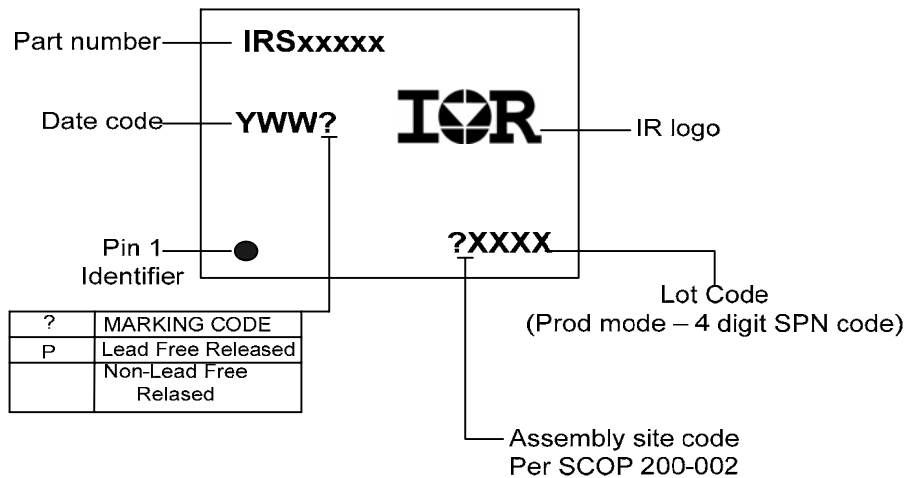 Part number
IRSxxxxx
Date code
YWW?
IOR
IR logo
Pin 1
Identifier
?XXXX
Lot Code
(Prod mode – 4 digit SPN code)
? MARKING CODE
P Lead Free Released
Non-Lead Free
Relased
Assembly site code
Per SCOP 200-002